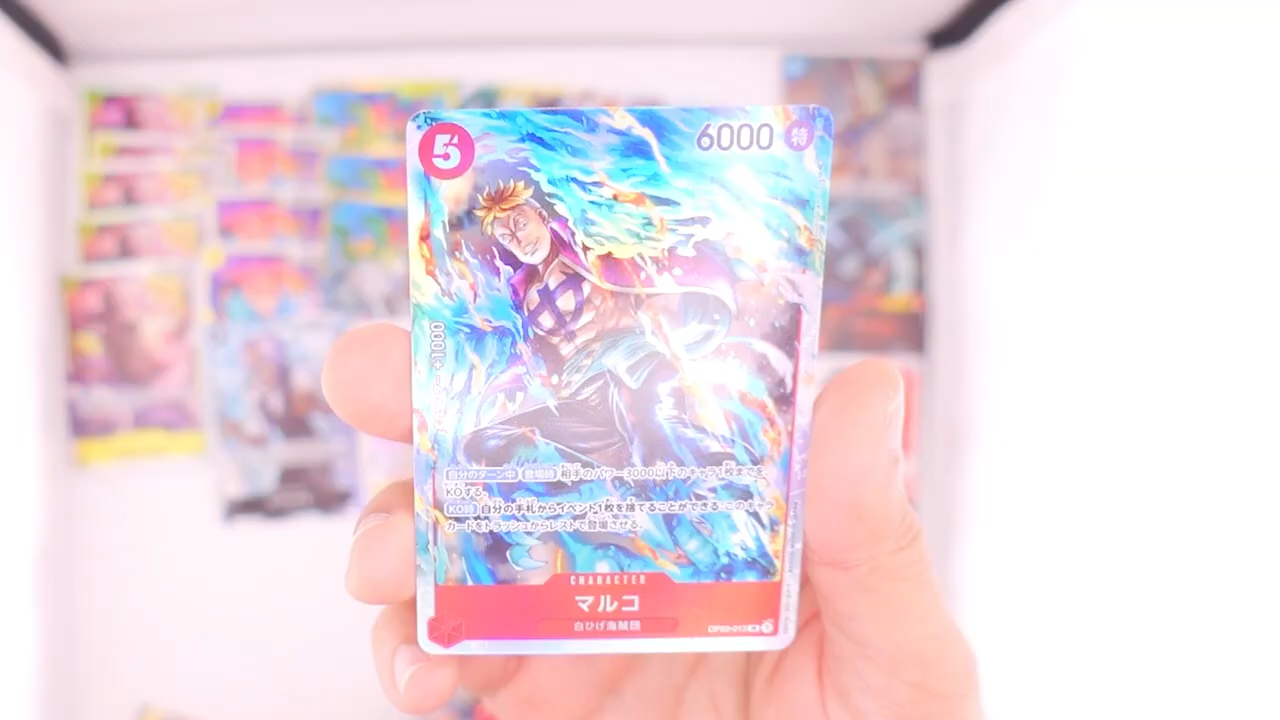 5
6000 特
+1000
自分のターン中 登場時 相手のパワー3000以下のキャラ1枚までを、
KOする。
KO時 自分の手札からイベント1枚を捨てることができる:このキャラ
カードをトラッシュからレストで登場させる。
CHARACTER
マルコ
白ひげ海賊団